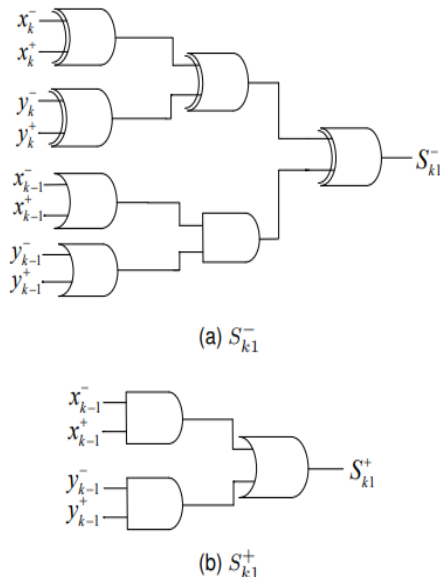 x_k^-
x_k^+
y_k^-
y_k^+
S_{k1}^-
x_{k-1}^-
x_{k-1}^+
y_{k-1}^-
y_{k-1}^+
(a) S_{k1}^-
x_{k-1}^-
x_{k-1}^+
S_{k1}^+
y_{k-1}^-
y_{k-1}^+
(b) S_{k1}^+